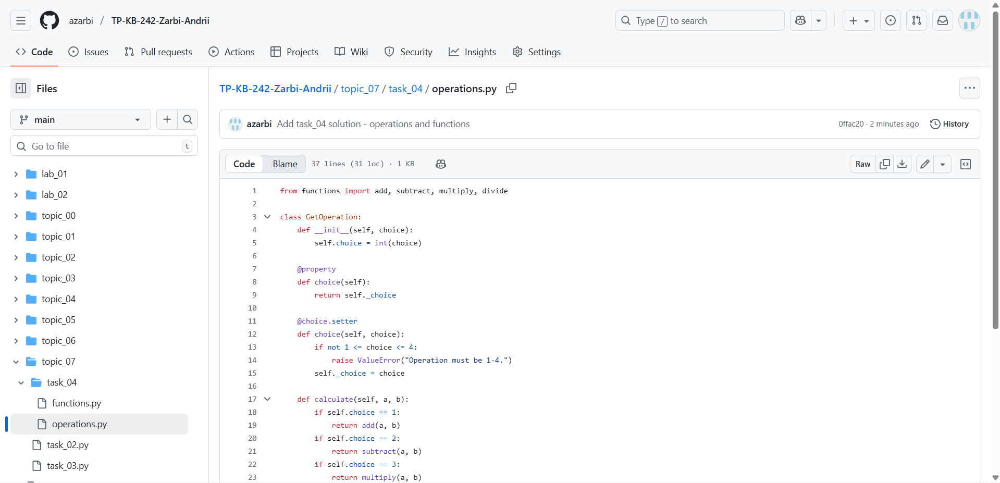 azarbi / TP-KB-242-Zarbi-Andrii
Type / to search
Code Issues Pull requests Actions Projects Wiki Security Insights Settings
Files
main
Go to file t
lab_01
lab_02
topic_00
topic_01
topic_02
topic_03
topic_04
topic_05
topic_06
topic_07
task_04
functions.py
operations.py
task_02.py
task_03.py
TP-KB-242-Zarbi-Andrii / topic_07 / task_04 / operations.py
azarbi Add task_04 solution - operations and functions 0ffac20 · 2 minutes ago History
Code Blame 37 lines (31 loc) · 1 KB Raw
1 from functions import add, subtract, multiply, divide
2
3 class GetOperation:
4 def __init__(self, choice):
5 self.choice = int(choice)
6
7 @property
8 def choice(self):
9 return self._choice
10
11 @choice.setter
12 def choice(self, choice):
13 if not 1 <= choice <= 4:
14 raise ValueError("Operation must be 1-4.")
15 self._choice = choice
16
17 def calculate(self, a, b):
18 if self.choice == 1:
19 return add(a, b)
20 if self.choice == 2:
21 return subtract(a, b)
22 if self.choice == 3:
23 return multiply(a, b)